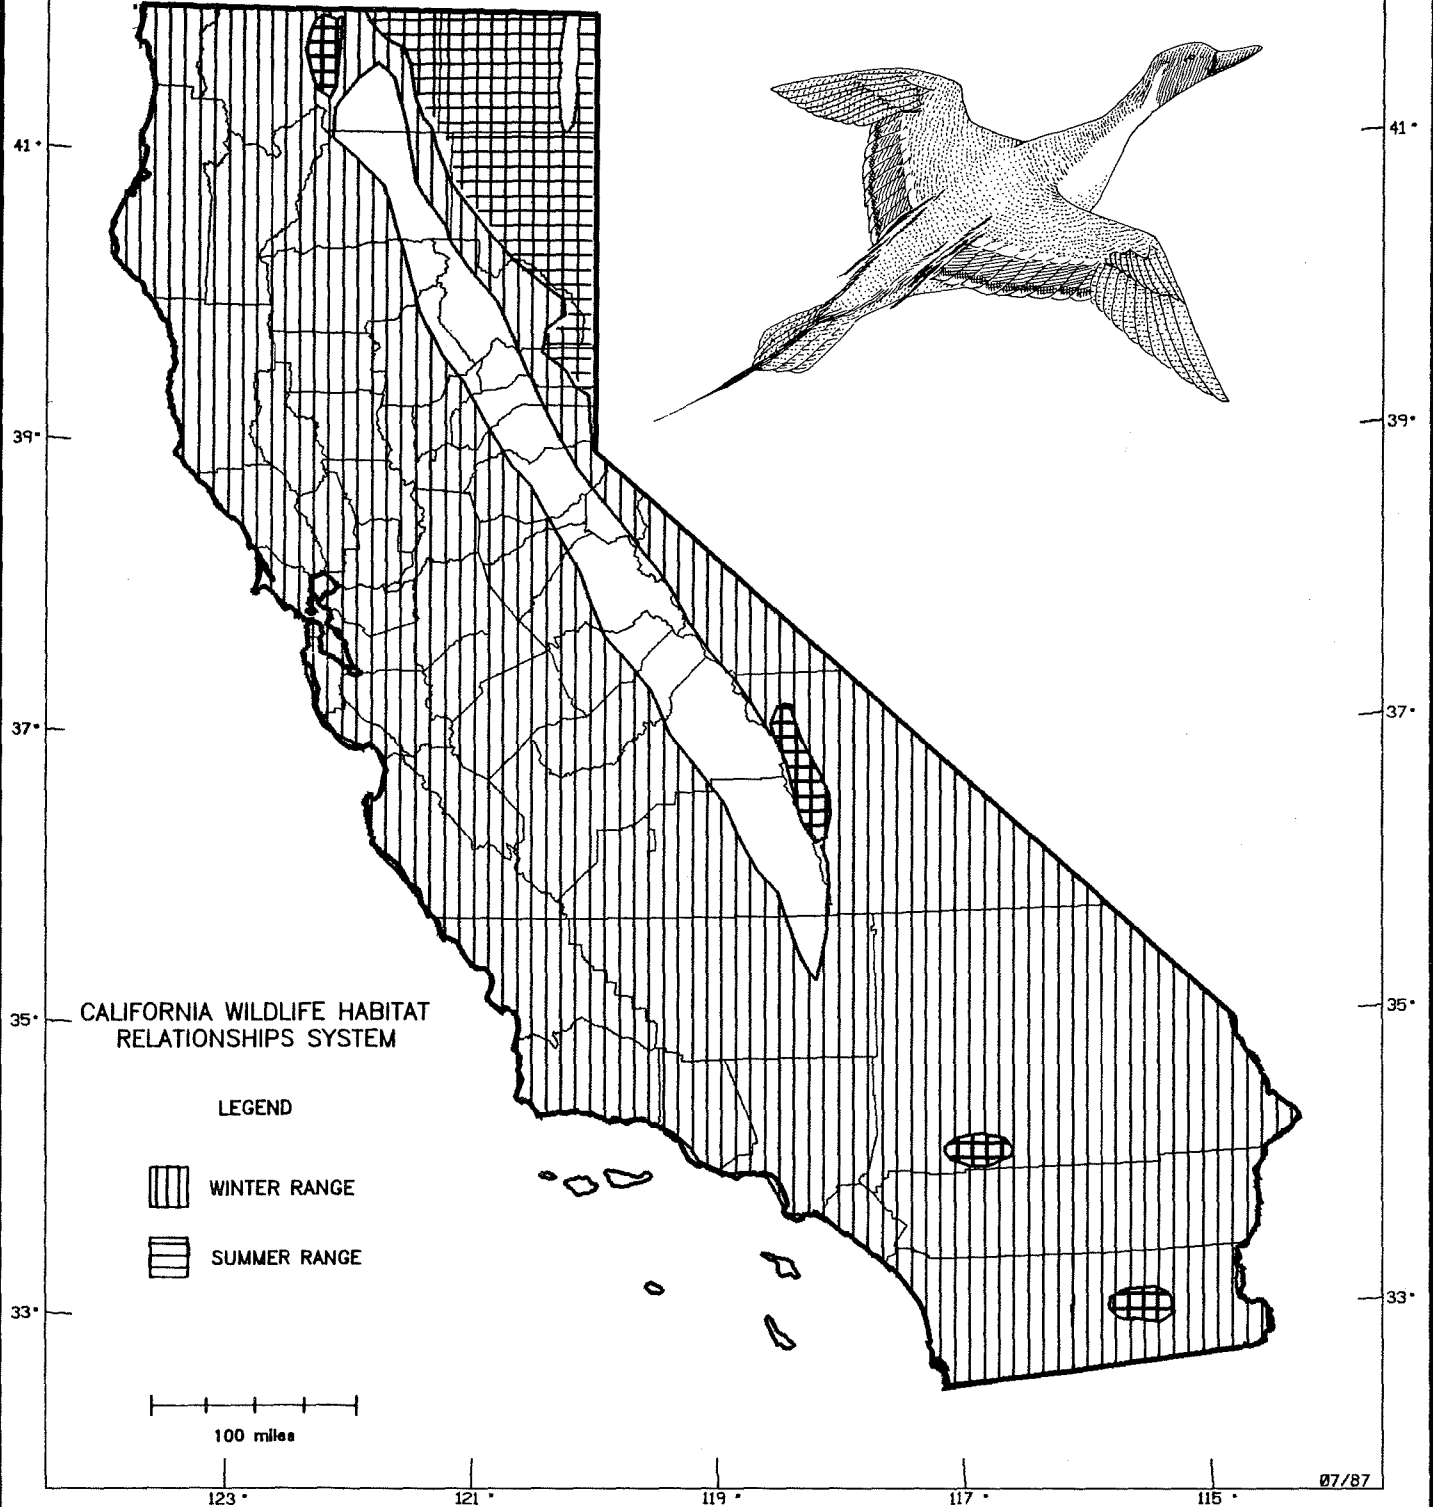 41°
41°
39°
39°
37°
37°
35°
35°
CALIFORNIA WILDLIFE HABITAT
RELATIONSHIPS SYSTEM
LEGEND
WINTER RANGE
SUMMER RANGE
33°
33°
100 miles
07/87
123°
121°
119°
117°
115°